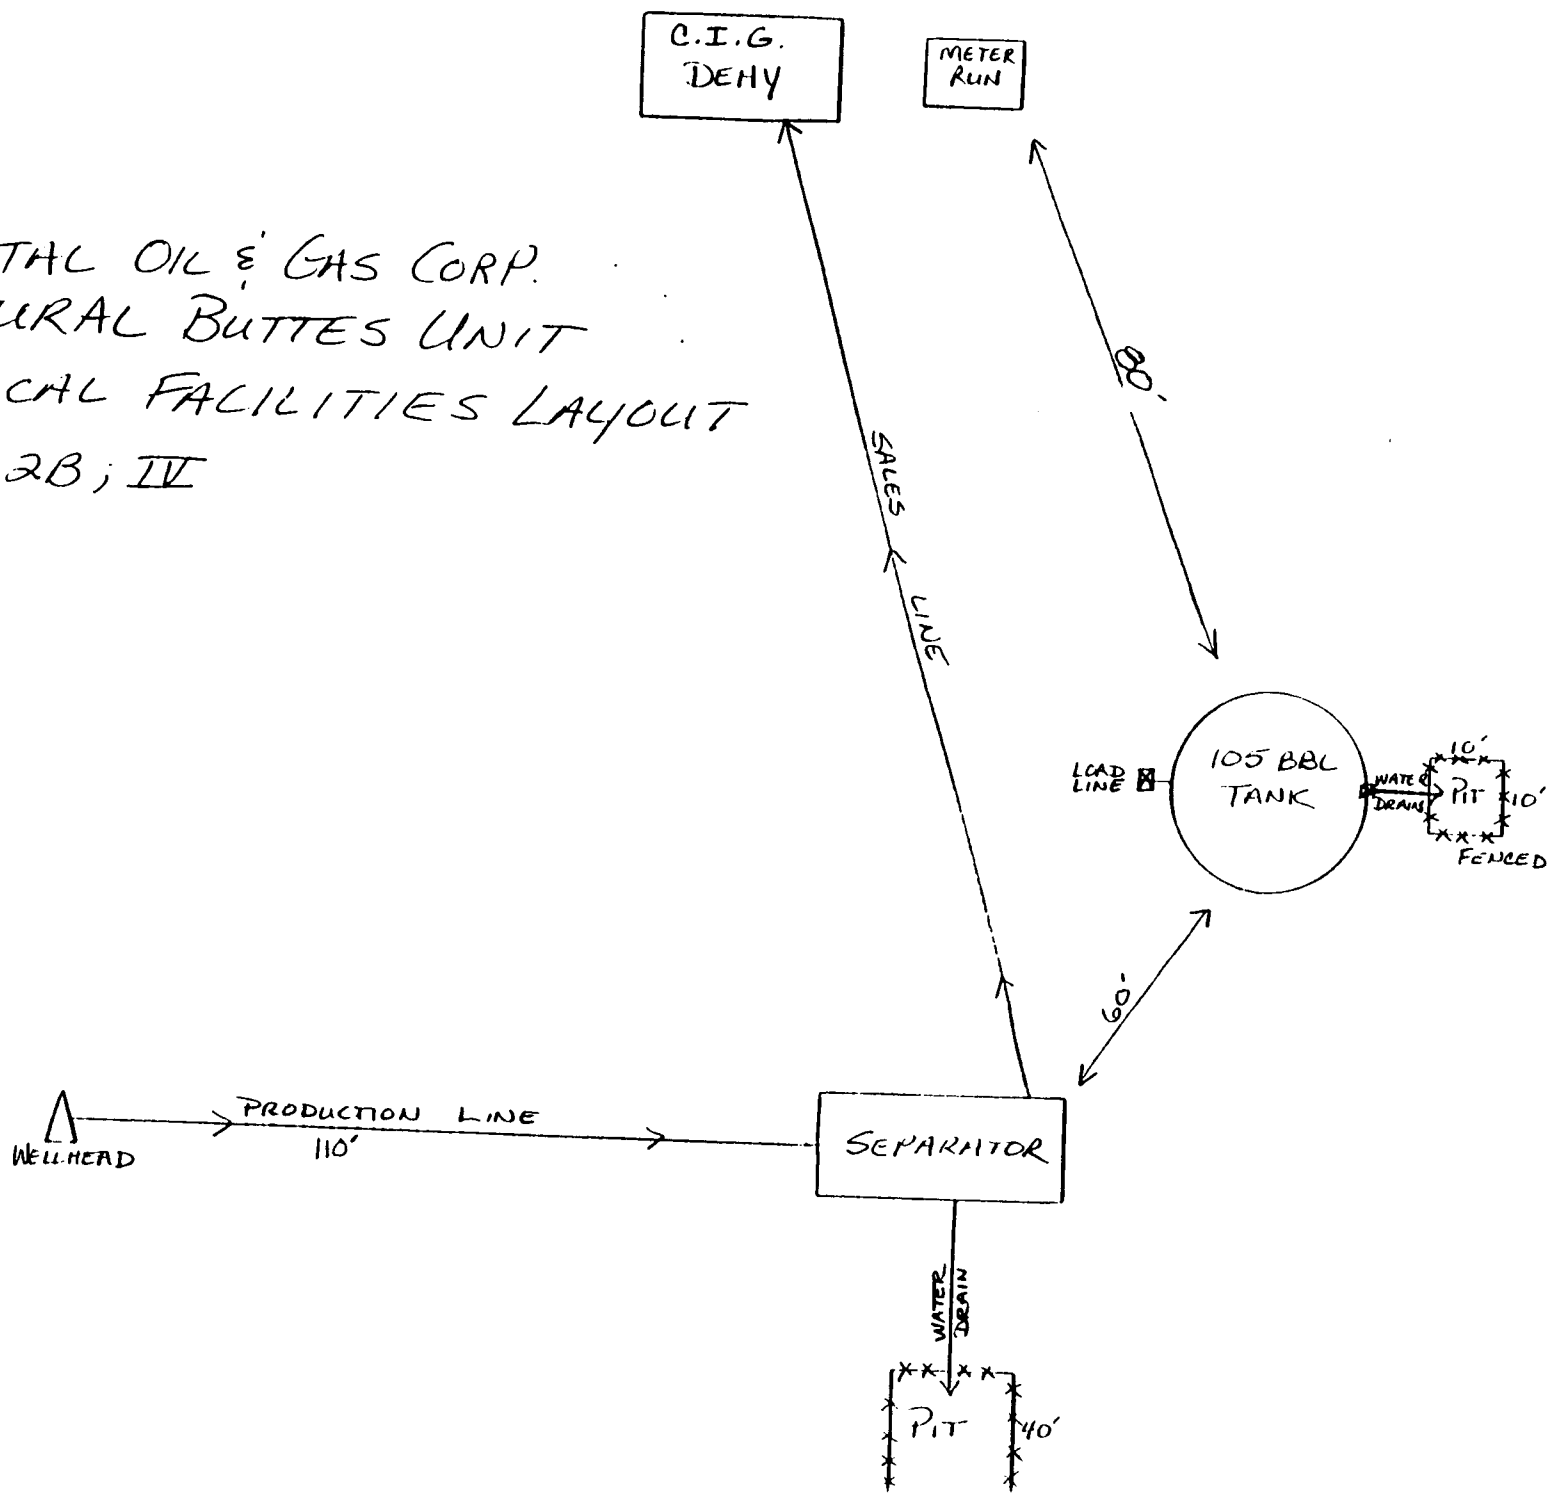 C.I.G.
DEHY
METER
RUN
TAL OIL & GAS CORP.
URAL BUTTES UNIT
CAL FACILITIES LAYOUT
2B; IV
80'
SALES LINE
LOAD
LINE
105 BBL
TANK
WATER
DRAIN
10'
PIT
10'
FENCED
60'
PRODUCTION LINE
110'
WELLHEAD
SEPARATOR
WATER
DRAIN
PIT
40'